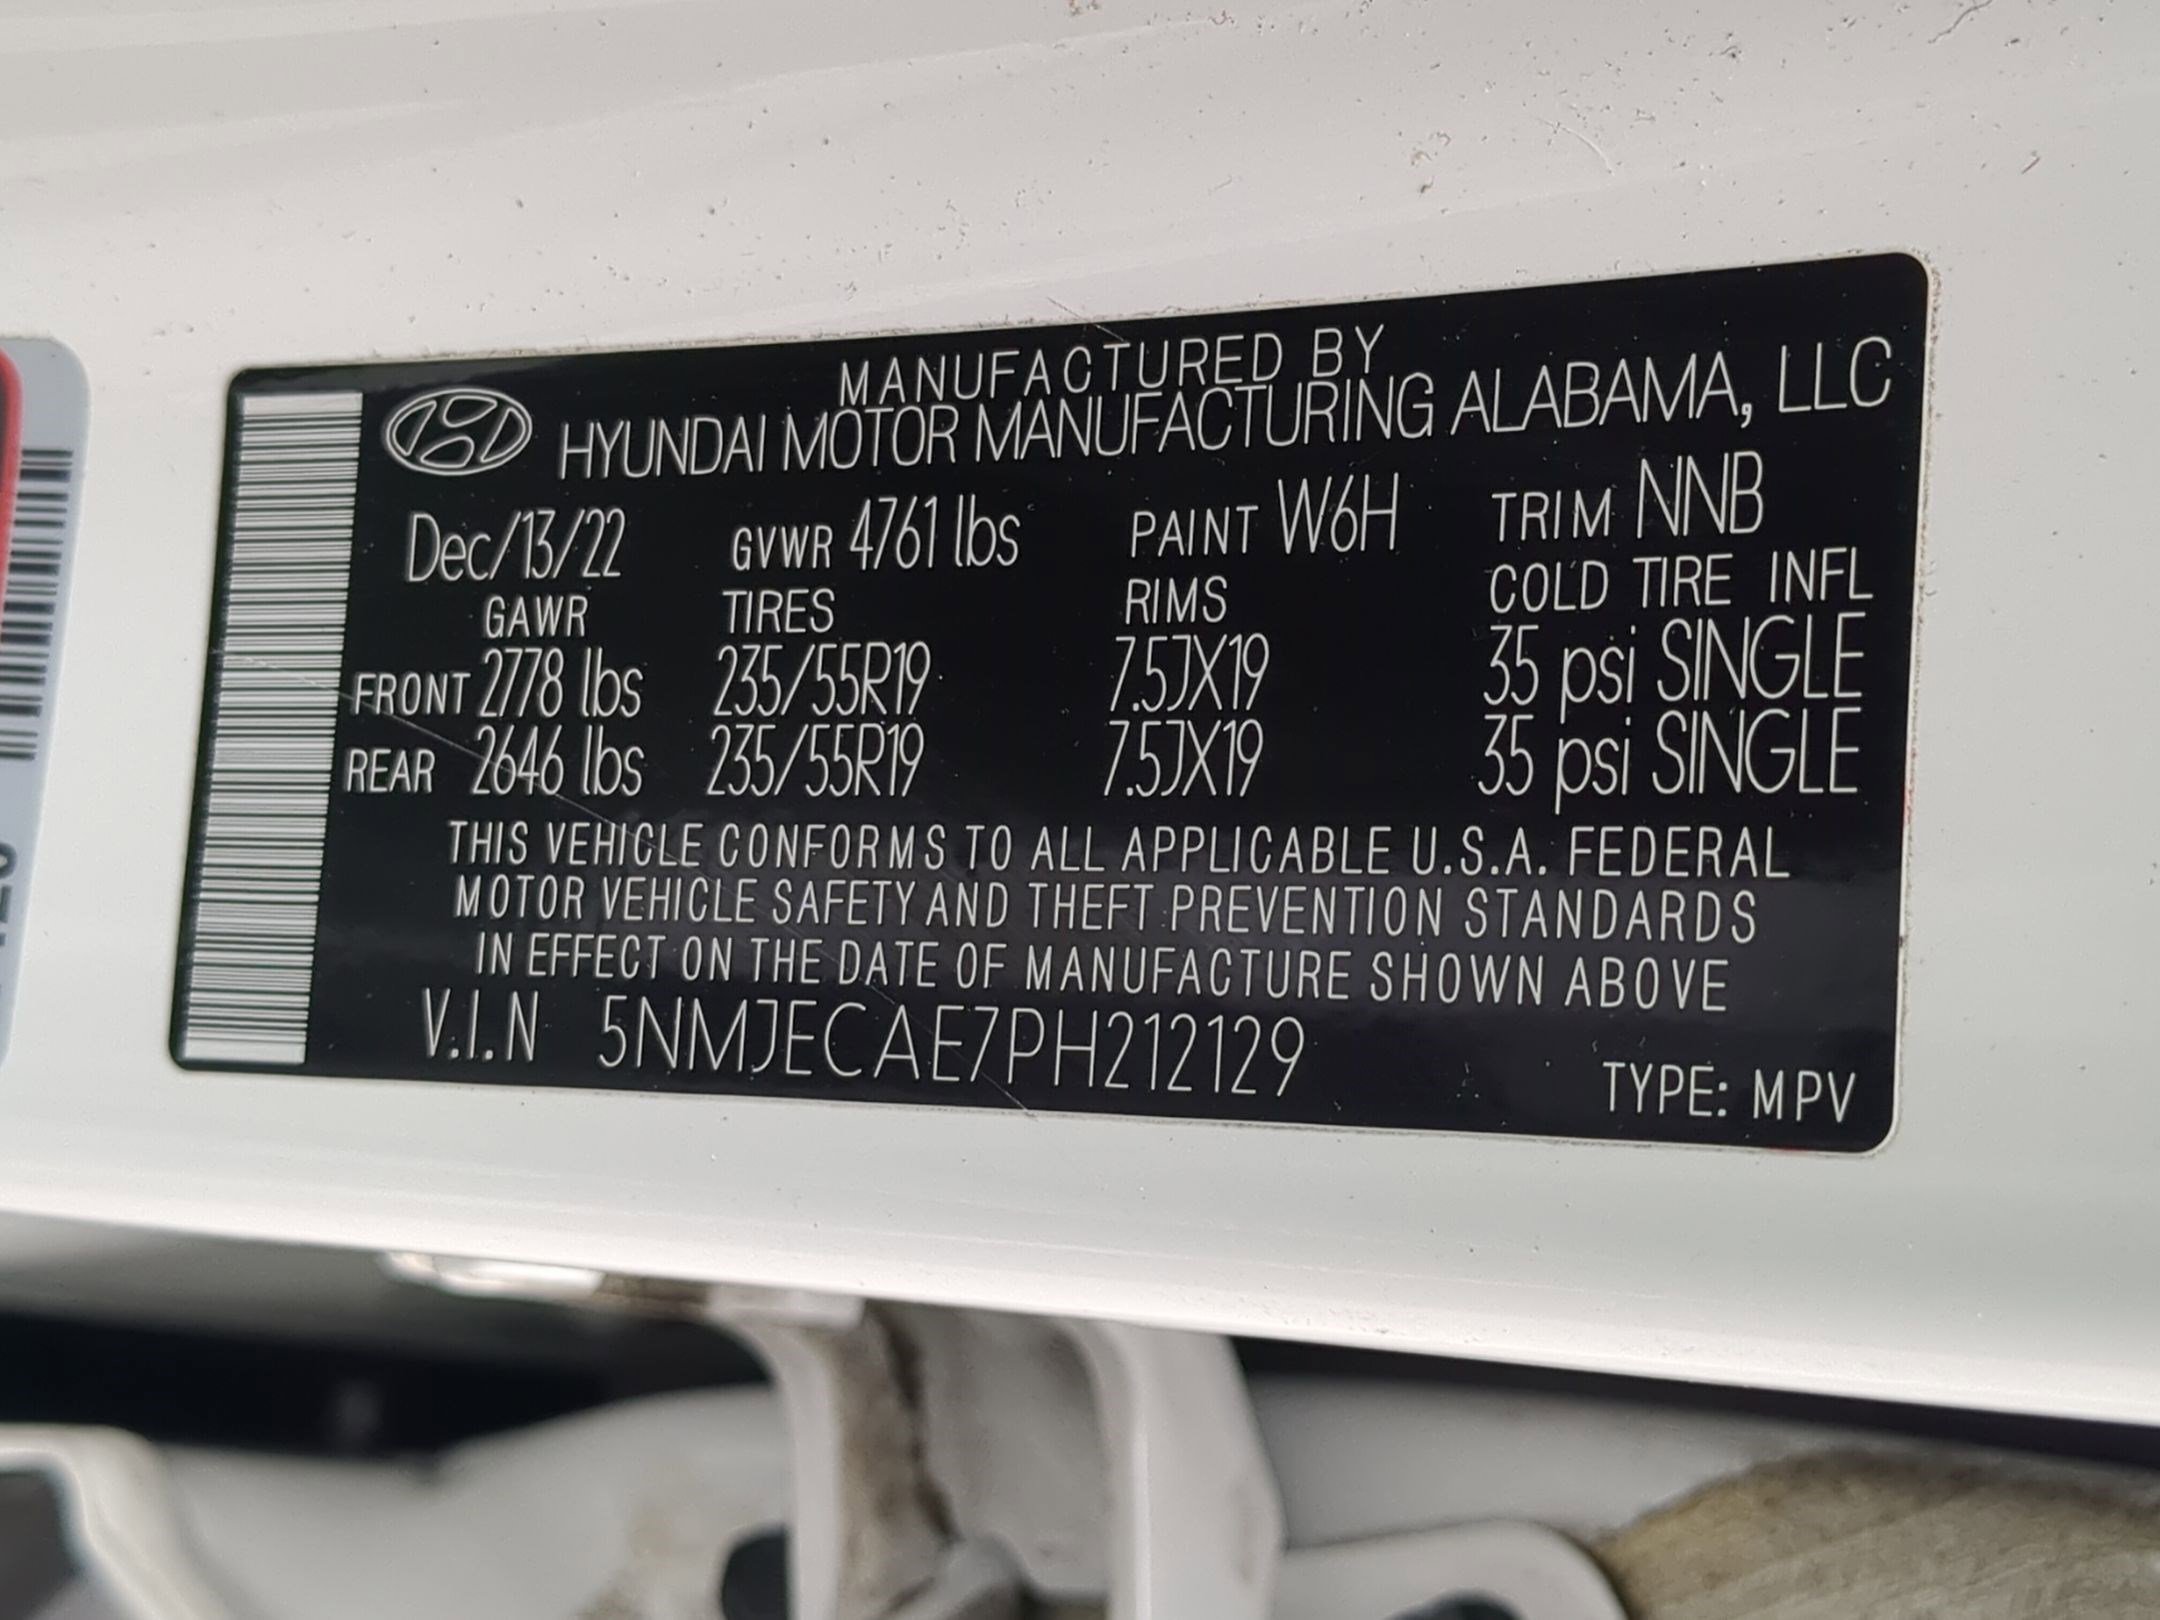 MANUFACTURED BY
HYUNDAI MOTOR MANUFACTURING ALABAMA, LLC
Dec/13/22 GVWR 4761 lbs PAINT W6H TRIM NNB
GAWR TIRES RIMS COLD TIRE INFL
FRONT 2778 lbs 235/55R19 7.5JX19 35 psi SINGLE
REAR 2646 lbs 235/55R19 7.5JX19 35 psi SINGLE
THIS VEHICLE CONFORMS TO ALL APPLICABLE U.S.A. FEDERAL
MOTOR VEHICLE SAFETY AND THEFT PREVENTION STANDARDS
IN EFFECT ON THE DATE OF MANUFACTURE SHOWN ABOVE
V.I.N 5NMJECAE7PH212129
TYPE: MPV